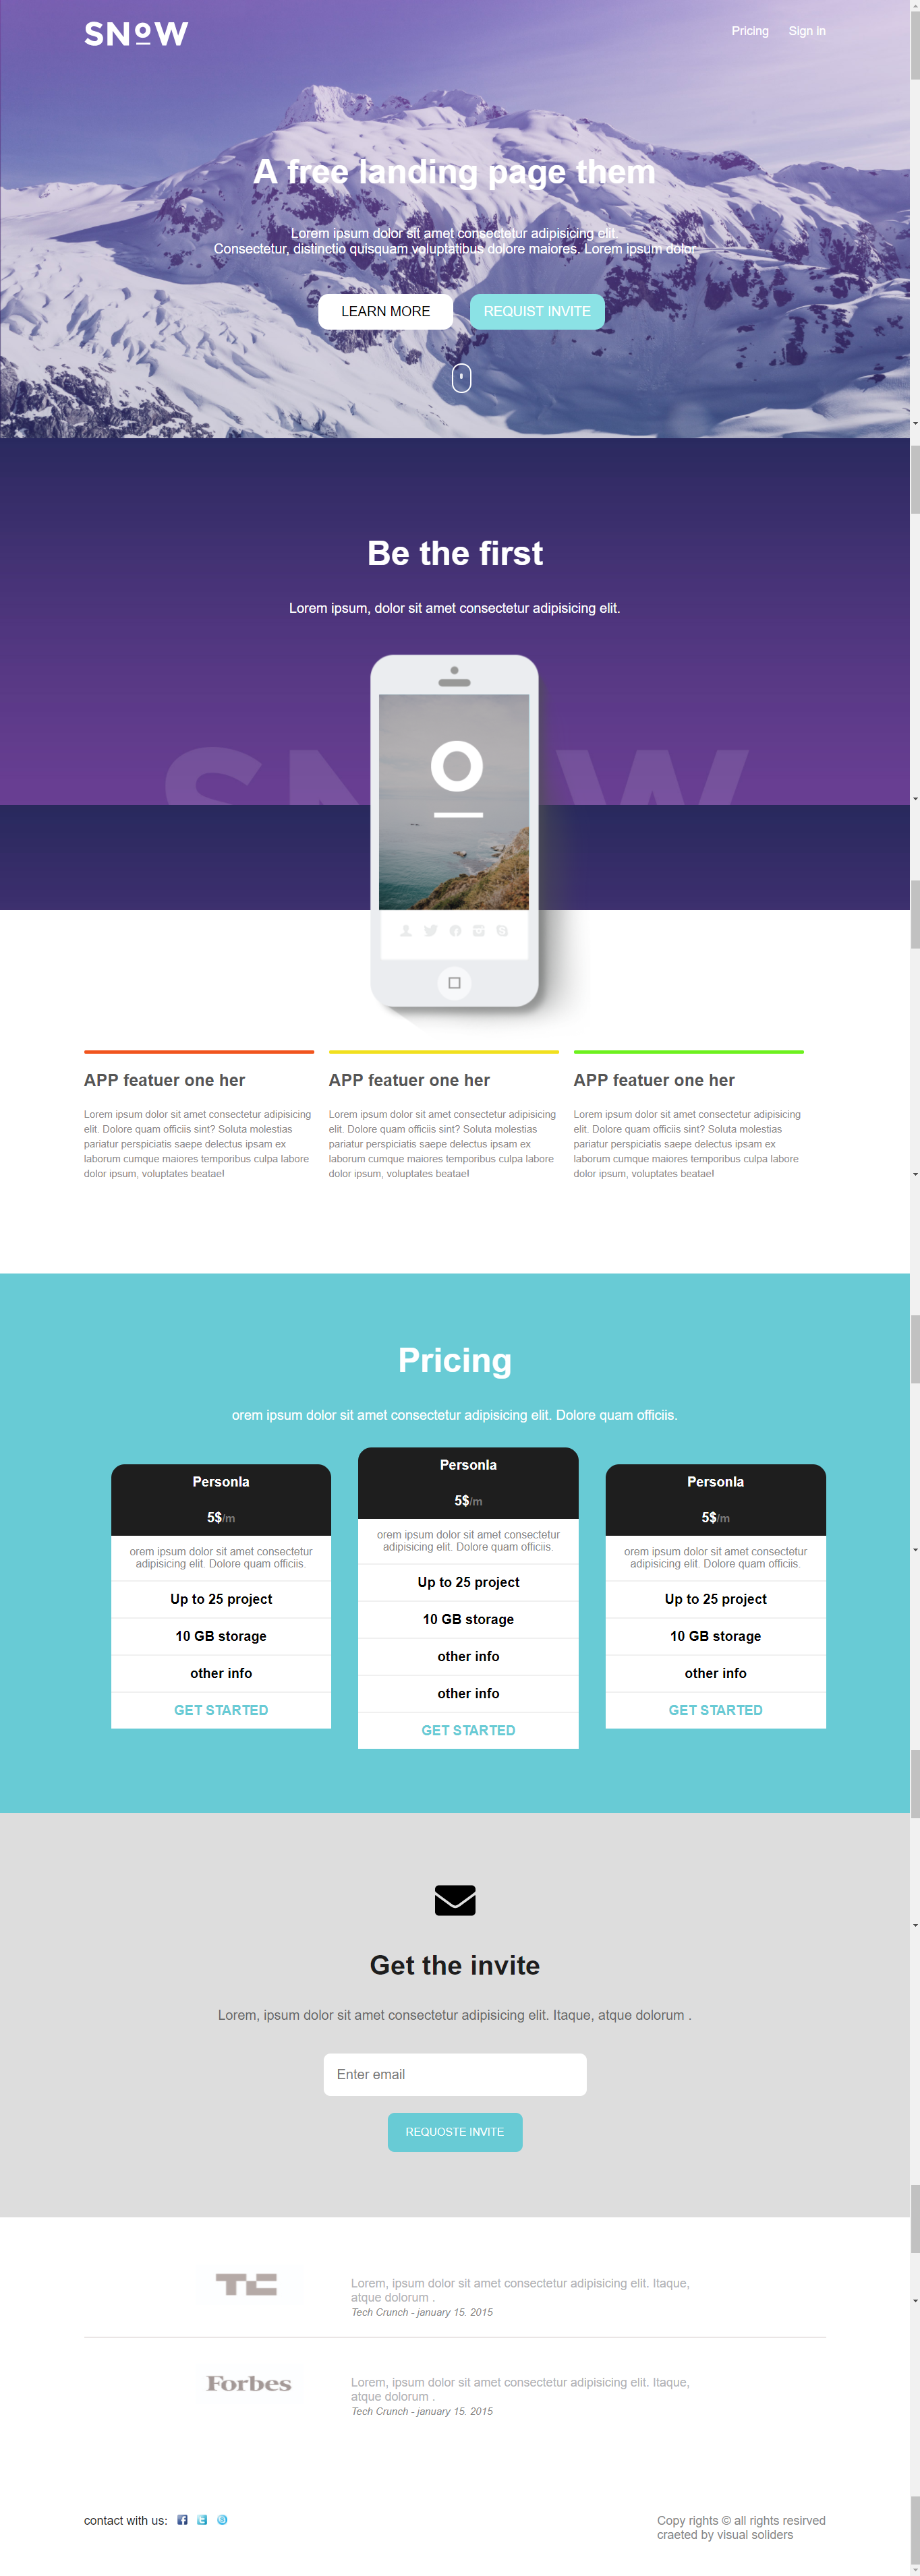 SNOW
Pricing
Sign in
A free landing page them
Lorem ipsum dolor sit amet consectetur adipisicing elit.
Consectetur, distinctio quisquam voluptatibus dolore maiores. Lorem ipsum dolor
LEARN MORE
REQUIST INVITE
Be the first
Lorem ipsum, dolor sit amet consectetur adipisicing elit.
SNOW
APP featuer one her
Lorem ipsum dolor sit amet consectetur adipisicing
elit. Dolore quam officiis sint? Soluta molestias
pariatur perspiciatis saepe delectus ipsam ex
laborum cumque maiores temporibus culpa labore
dolor ipsum, voluptates beatae!
APP featuer one her
Lorem ipsum dolor sit amet consectetur adipisicing
elit. Dolore quam officiis sint? Soluta molestias
pariatur perspiciatis saepe delectus ipsam ex
laborum cumque maiores temporibus culpa labore
dolor ipsum, voluptates beatae!
APP featuer one her
Lorem ipsum dolor sit amet consectetur adipisicing
elit. Dolore quam officiis sint? Soluta molestias
pariatur perspiciatis saepe delectus ipsam ex
laborum cumque maiores temporibus culpa labore
dolor ipsum, voluptates beatae!
Pricing
orem ipsum dolor sit amet consectetur adipisicing elit. Dolore quam officiis.
Personla
5$/m
orem ipsum dolor sit amet consectetur
adipisicing elit. Dolore quam officiis.
Up to 25 project
10 GB storage
other info
GET STARTED
Personla
5$/m
orem ipsum dolor sit amet consectetur
adipisicing elit. Dolore quam officiis.
Up to 25 project
10 GB storage
other info
other info
GET STARTED
Personla
5$/m
orem ipsum dolor sit amet consectetur
adipisicing elit. Dolore quam officiis.
Up to 25 project
10 GB storage
other info
GET STARTED
Get the invite
Lorem, ipsum dolor sit amet consectetur adipisicing elit. Itaque, atque dolorum .
Enter email
REQUOSTE INVITE
TC
Lorem, ipsum dolor sit amet consectetur adipisicing elit. Itaque,
atque dolorum .
Tech Crunch - january 15. 2015
Forbes
Lorem, ipsum dolor sit amet consectetur adipisicing elit. Itaque,
atque dolorum .
Tech Crunch - january 15. 2015
contact with us:
Copy rights © all rights resirved
craeted by visual soliders